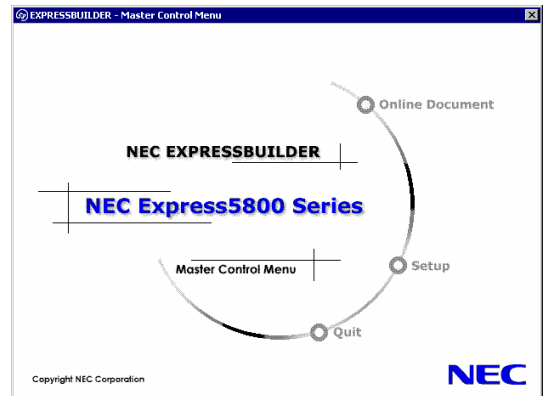 EXPRESSBUILDER - Master Control Menu
Online Document
NEC EXPRESSBUILDER
NEC Express5800 Series
Master Control Menu
Setup
Quit
Copyright NEC Corporation
NEC